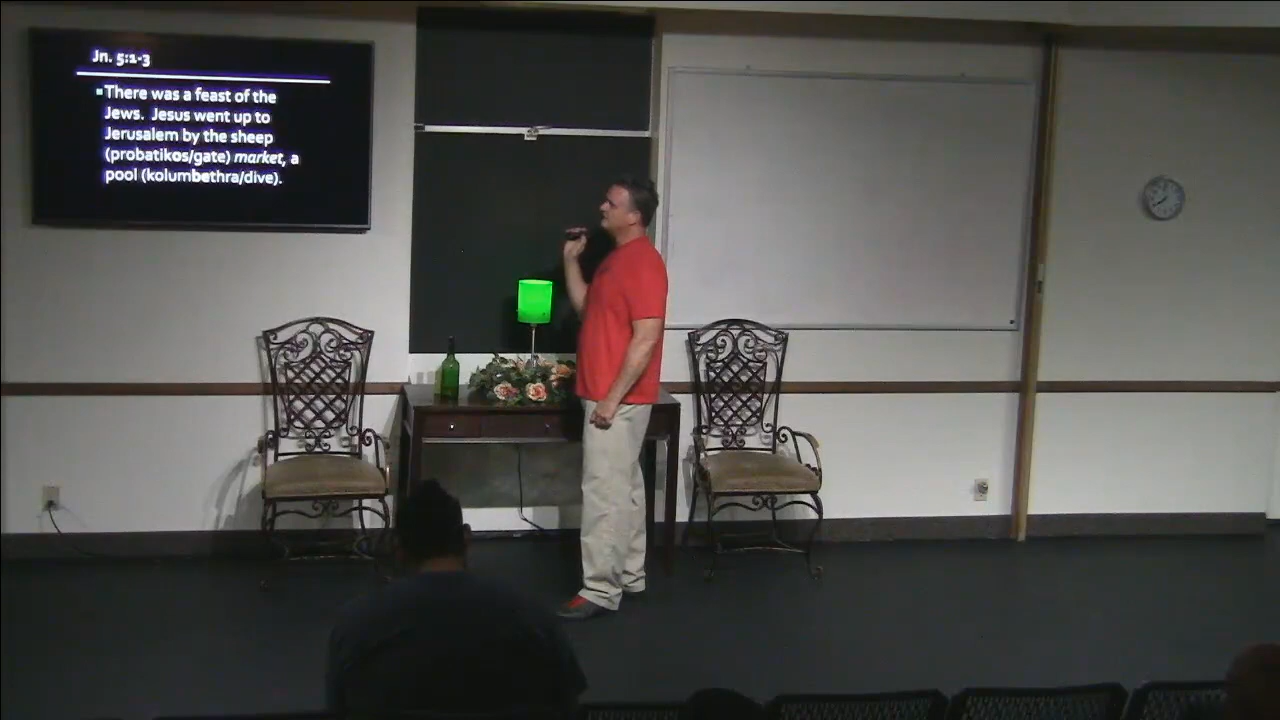 Jn. 5:1-3
There was a feast of the
Jews. Jesus went up to
Jerusalem by the sheep
(probatikos/gate) market, a
pool (kolumbethra/dive).